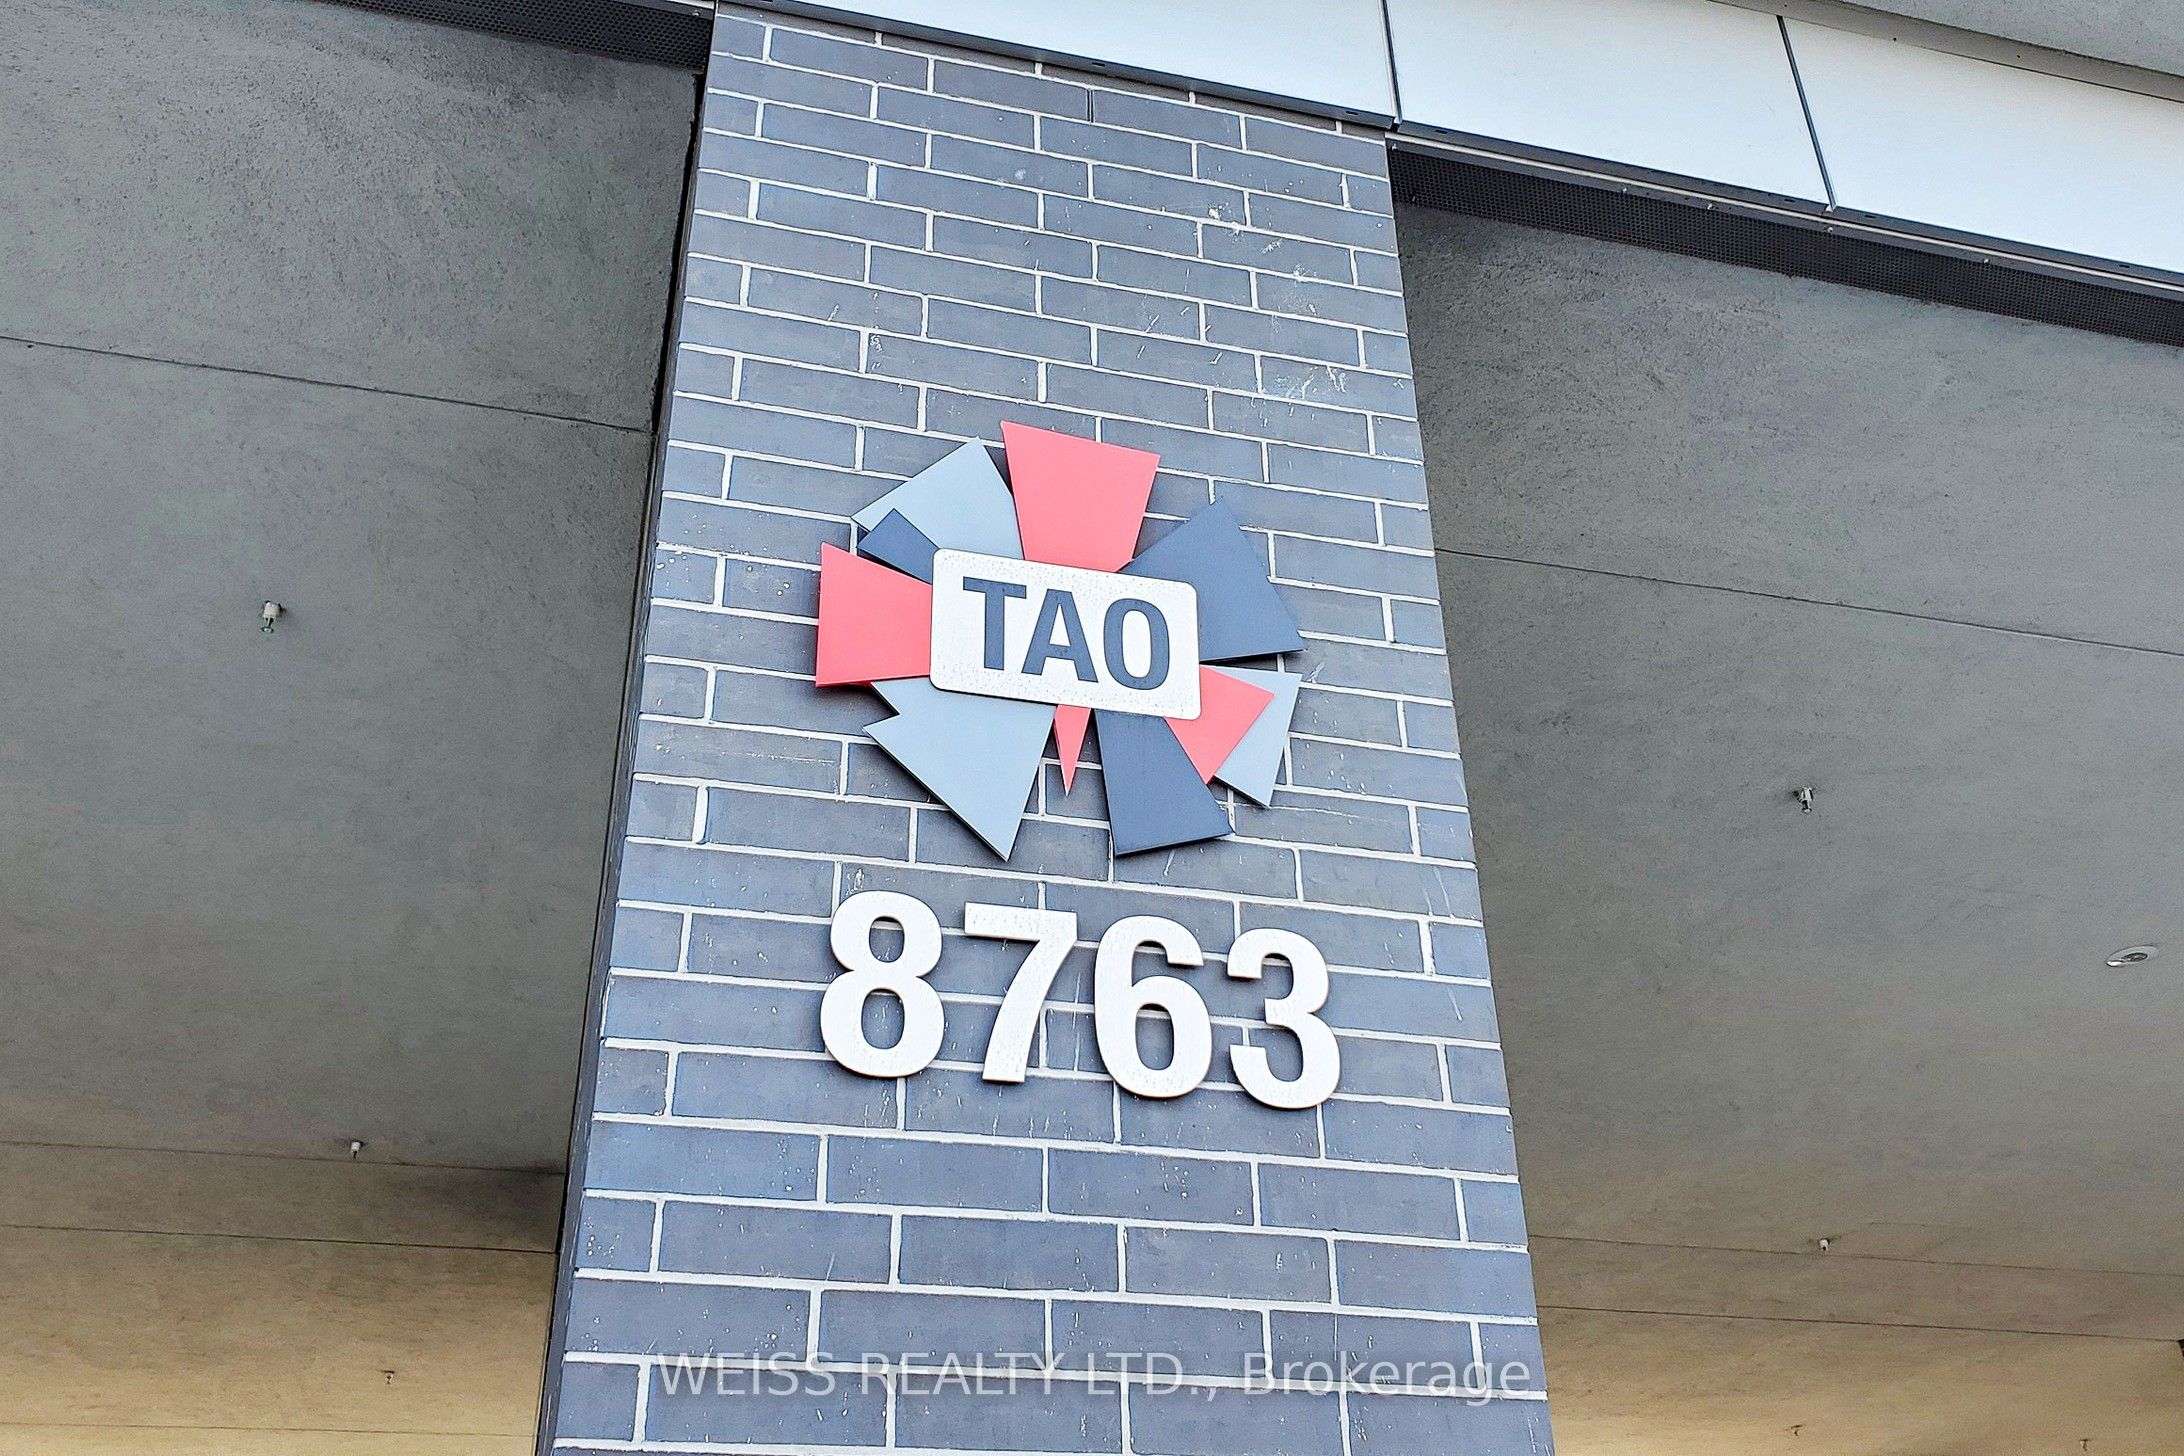 TAO
8763
WEISS REALTY LTD., Brokerage